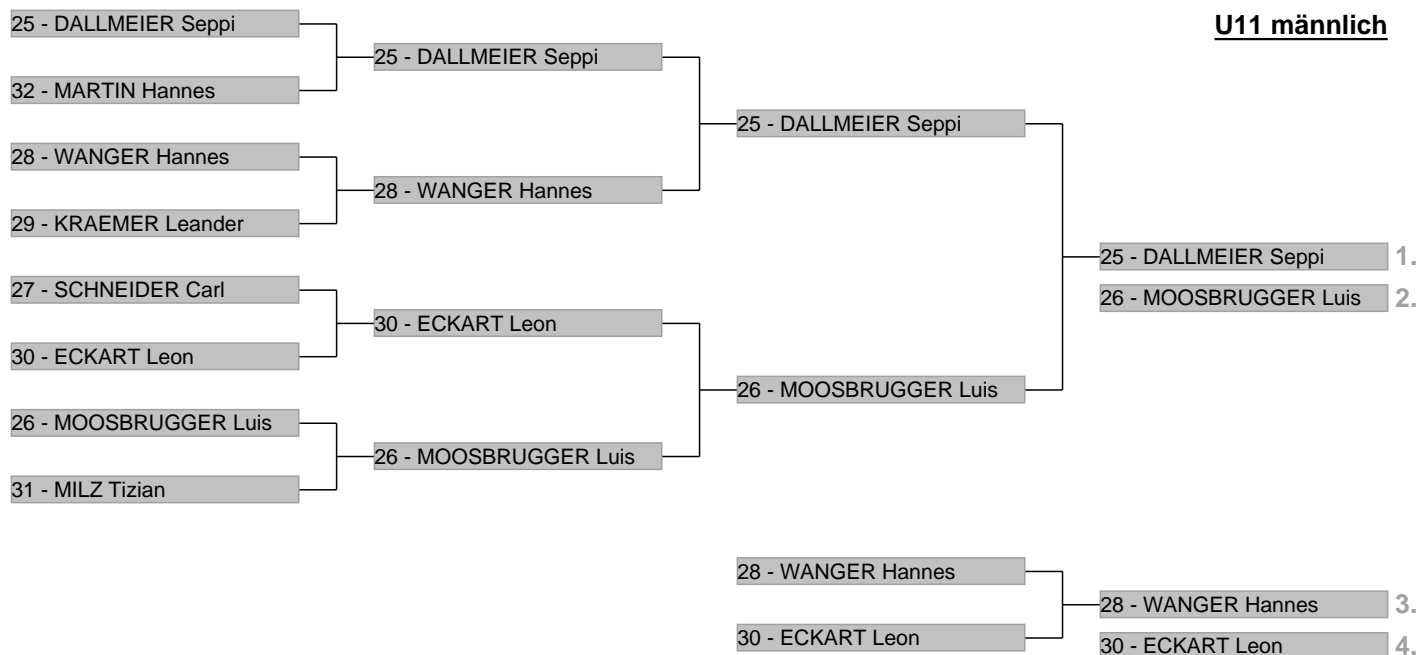 U11 männlich
25 - DALLMEIER Seppi
32 - MARTIN Hannes
28 - WANGER Hannes
29 - KRAEMER Leander
27 - SCHNEIDER Carl
30 - ECKART Leon
26 - MOOSBRUGGER Luis
31 - MILZ Tizian
25 - DALLMEIER Seppi
28 - WANGER Hannes
30 - ECKART Leon
26 - MOOSBRUGGER Luis
25 - DALLMEIER Seppi
26 - MOOSBRUGGER Luis
25 - DALLMEIER Seppi 1.
26 - MOOSBRUGGER Luis 2.
28 - WANGER Hannes
30 - ECKART Leon
28 - WANGER Hannes 3.
30 - ECKART Leon 4.